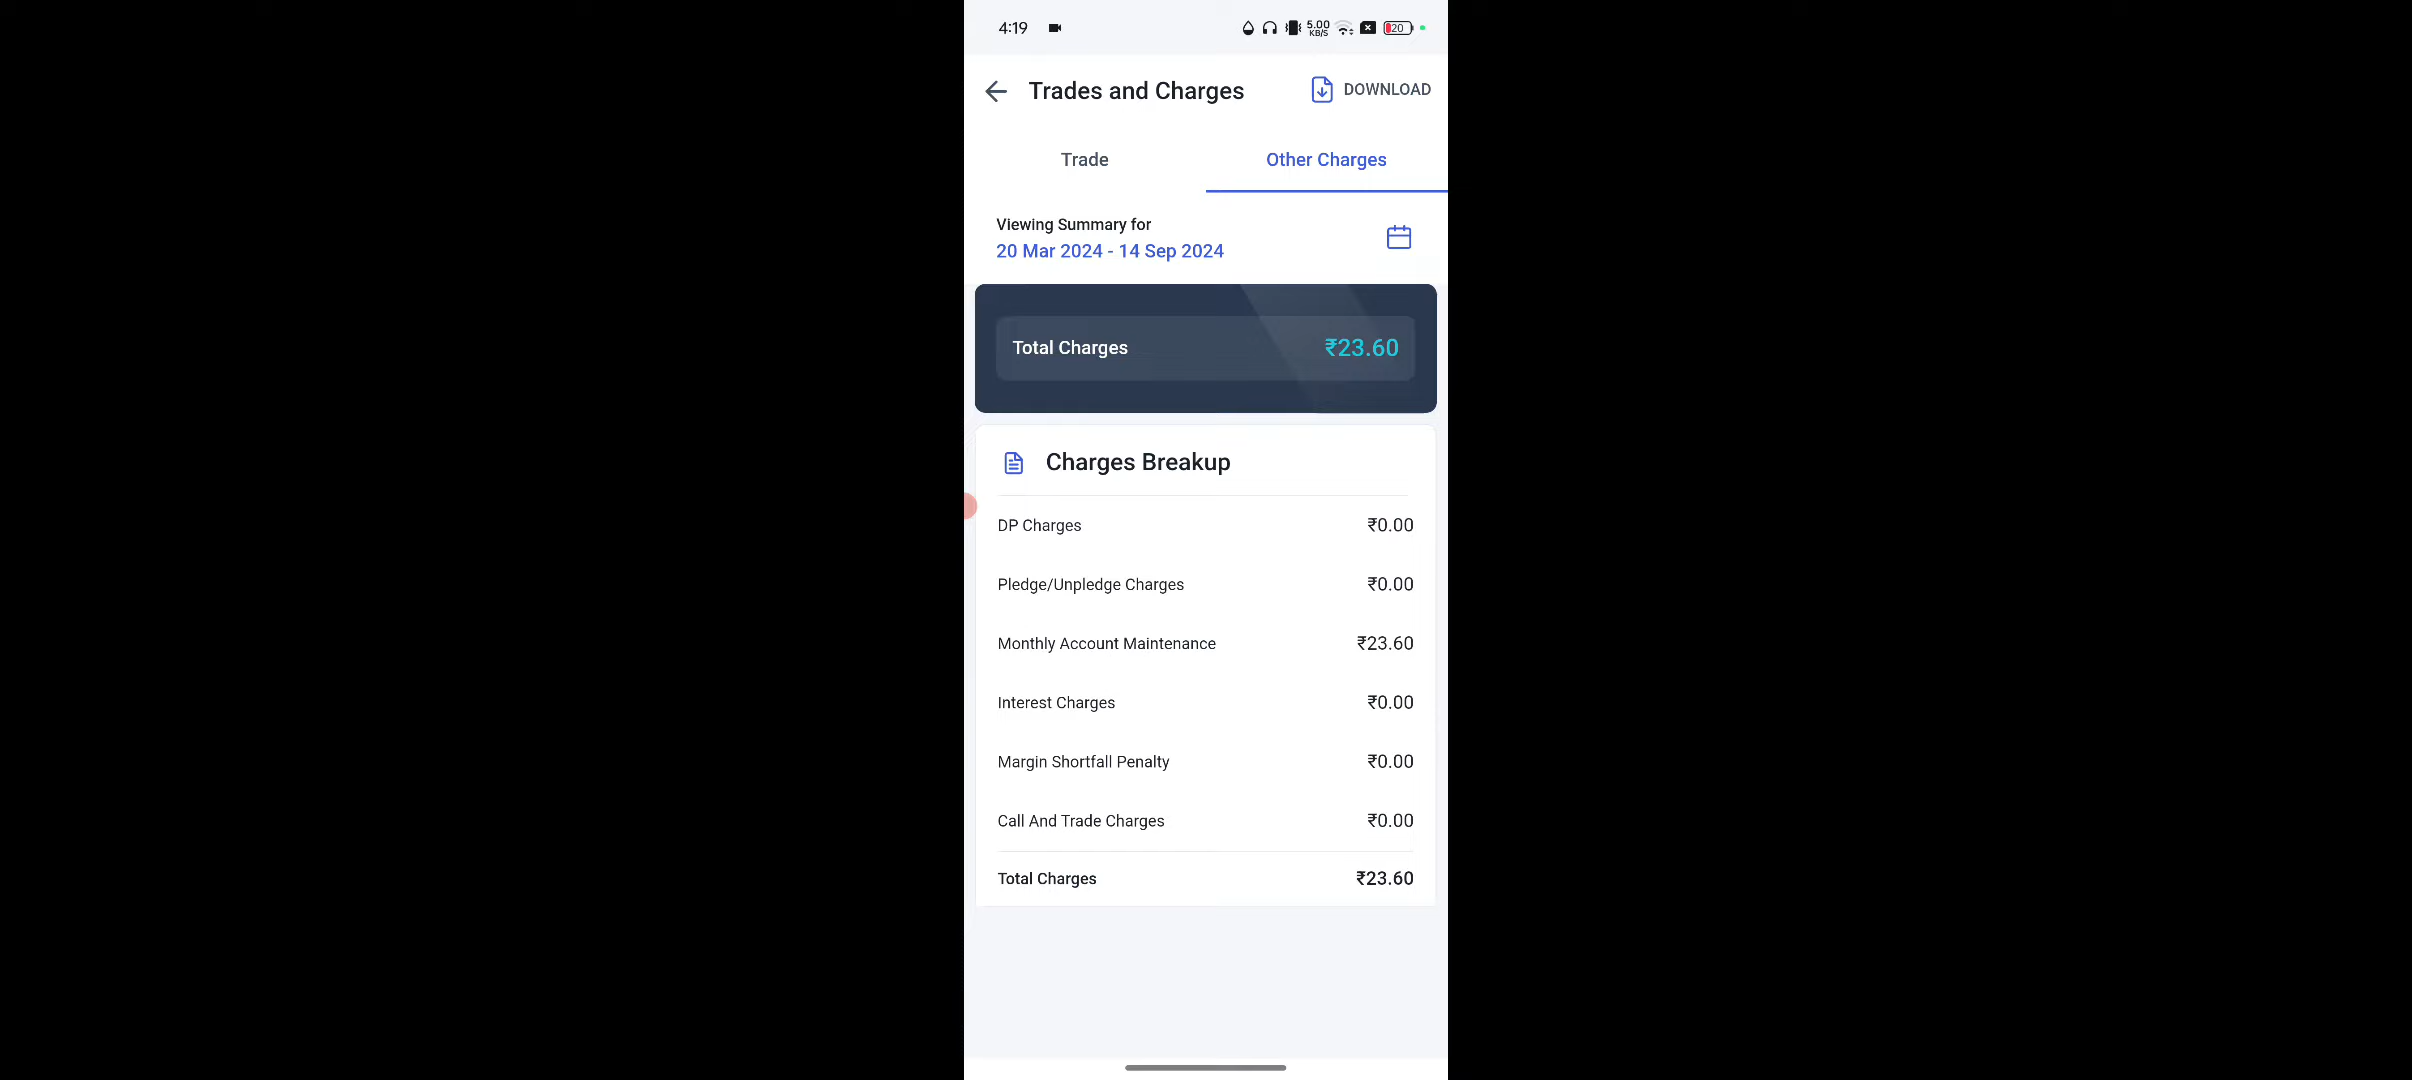 4:19
5.00
KB/S
20
Trades and Charges
DOWNLOAD
Trade
Other Charges
Viewing Summary for
20 Mar 2024 - 14 Sep 2024
Total Charges ₹23.60
Charges Breakup
DP Charges ₹0.00
Pledge/Unpledge Charges ₹0.00
Monthly Account Maintenance ₹23.60
Interest Charges ₹0.00
Margin Shortfall Penalty ₹0.00
Call And Trade Charges ₹0.00
Total Charges ₹23.60